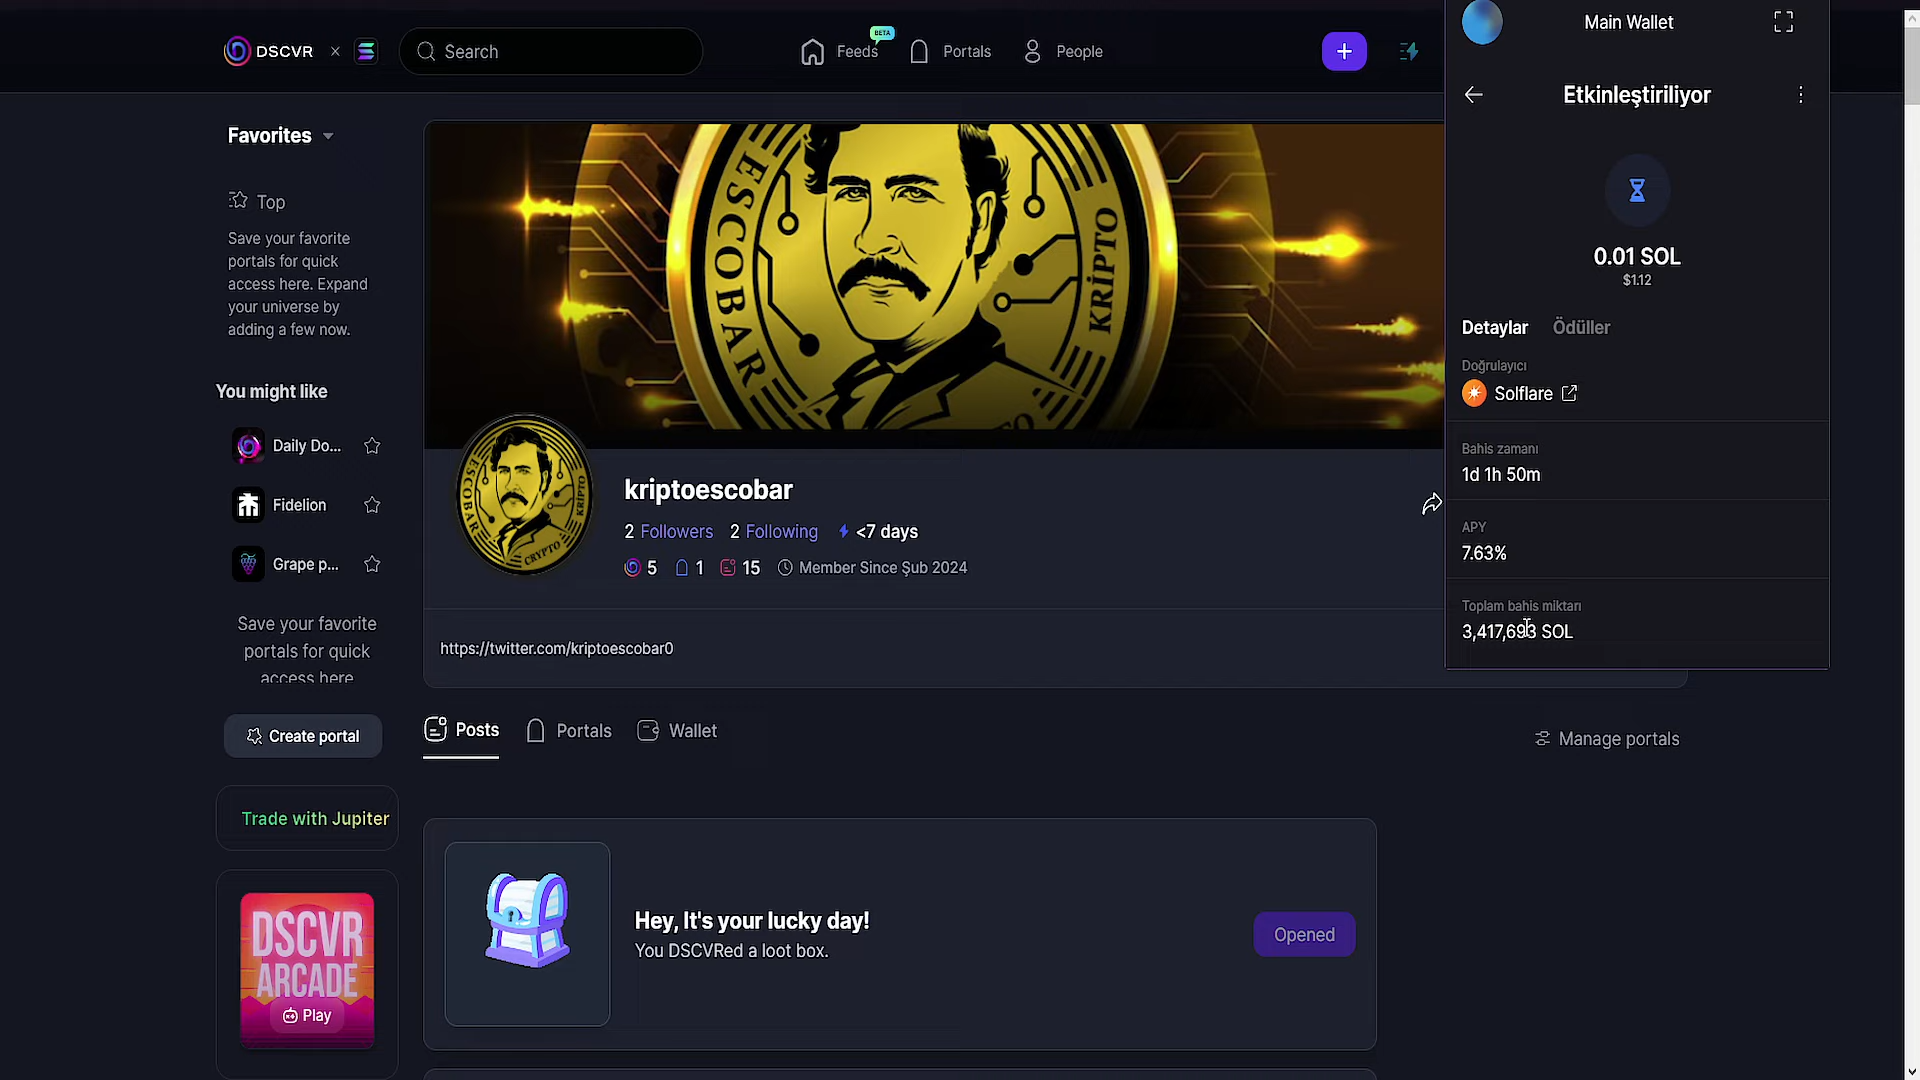 DSCVR
Search
Feeds
BETA
Portals
People
Favorites
Top
Save your favorite
portals for quick
access here. Expand
your universe by
adding a few now.
You might like
Daily Do...
Fidelion
Grape p...
Save your favorite
portals for quick
access here
Create portal
Trade with Jupiter
DSCVR
ARCADE
Play
ESCOBAR
KRİPTO
ESCOBAR
KRİPTO
CRYPTO
kriptoescobar
2 Followers 2 Following <7 days
5 1 15 Member Since Şub 2024
https://twitter.com/kriptoescobar0
Posts Portals Wallet
Manage portals
Hey, It's your lucky day!
You DSCVRed a loot box.
Opened
Main Wallet
Etkinleştiriliyor
0.01 SOL
$1.12
Detaylar Ödüller
Doğrulayıcı
Solflare
Bahis zamanı
1d 1h 50m
APY
7.63%
Toplam bahis miktarı
3,417,693 SOL